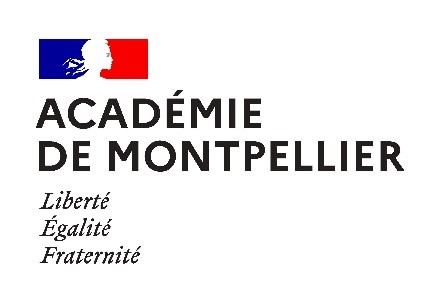 ACADÉMIE
DE MONTPELLIER
Liberté
Égalité
Fraternité